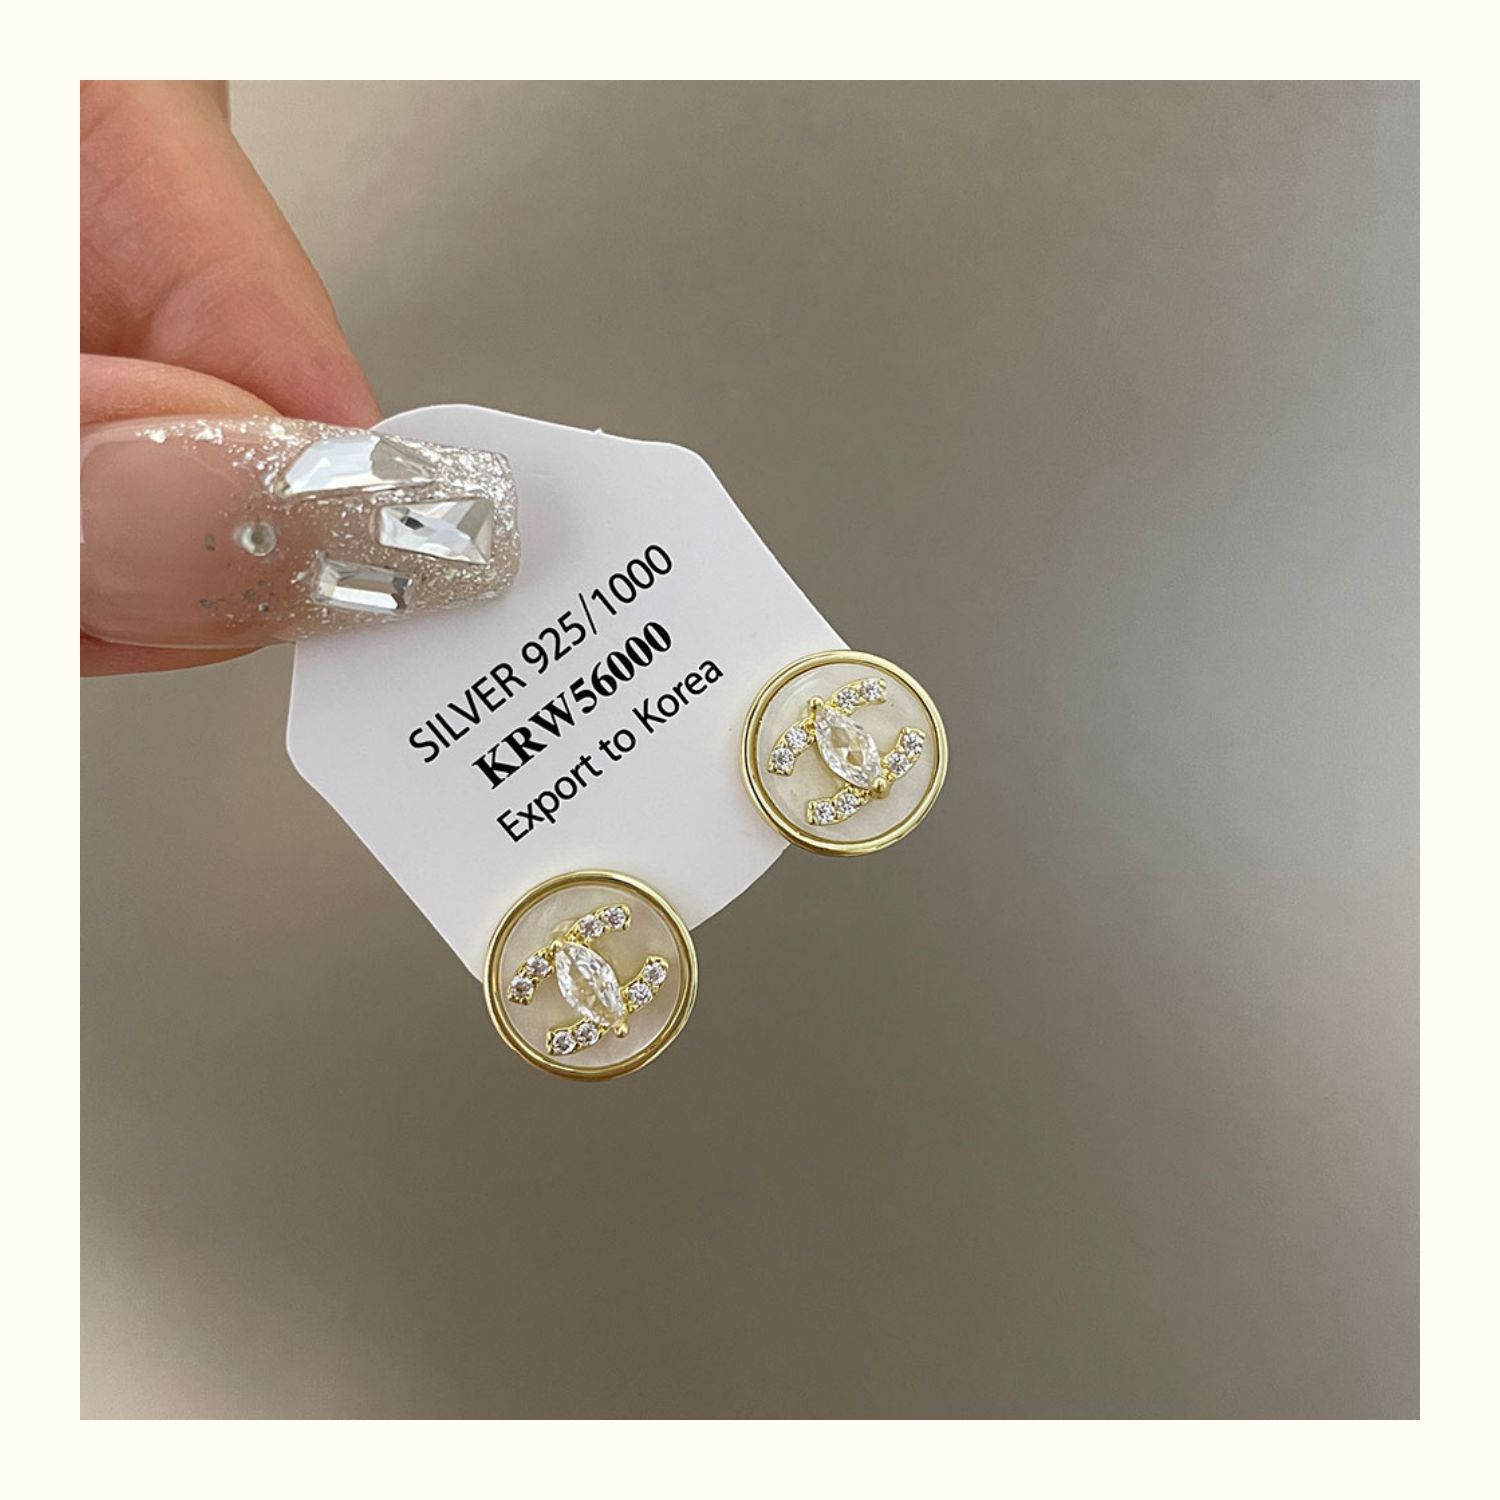 SILVER 925/1000
KRW56000
Export to Korea